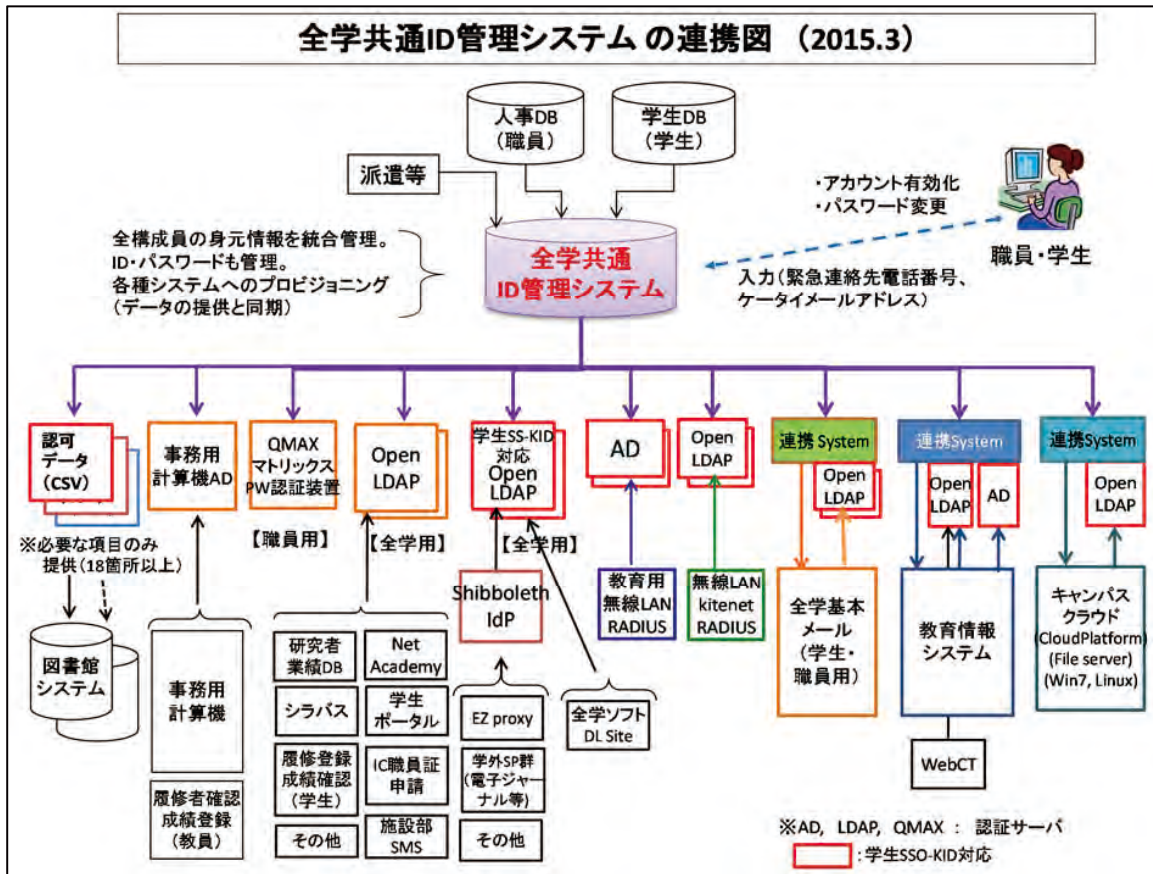 全学共通ID管理システム の連携図 （2015.3）
人事DB
（職員）
学生DB
（学生）
派遣等
・アカウント有効化
・パスワード変更
職員・学生
全構成員の身元情報を統合管理。
ID・パスワードも管理。
各種システムへのプロビジョニング
（データの提供と同期）
全学共通
ID管理システム
入力（緊急連絡先電話番号、
ケータイメールアドレス）
認可
データ
（CSV）
事務用
計算機AD
QMAX
マトリックス
PW認証装置
Open
LDAP
学生SS-KID
対応
Open
LDAP
AD
Open
LDAP
連携 System
Open
LDAP
連携System
Open
LDAP
AD
連携System
Open
LDAP
※必要な項目のみ
提供（18箇所以上）
【職員用】
【全学用】
【全学用】
図書館
システム
事務用
計算機
履修者確認
成績登録
（教員）
研究者
業績DB
シラバス
履修登録
成績確認
（学生）
その他
Net
Academy
学生
ポータル
IC職員証
申請
施設部
SMS
Shibboleth
IdP
EZ proxy
学外SP群
(電子ジャー
ナル等)
その他
全学ソフト
DL Site
教育用
無線LAN
RADIUS
無線LAN
kitenet
RADIUS
全学基本
メール
（学生・
職員用）
教育情報
システム
WebCT
キャンパス
クラウド
(CloudPlatform)
(File server)
(Win7, Linux)
※AD, LDAP, QMAX ： 認証サーバ
：学生SSO-KID対応